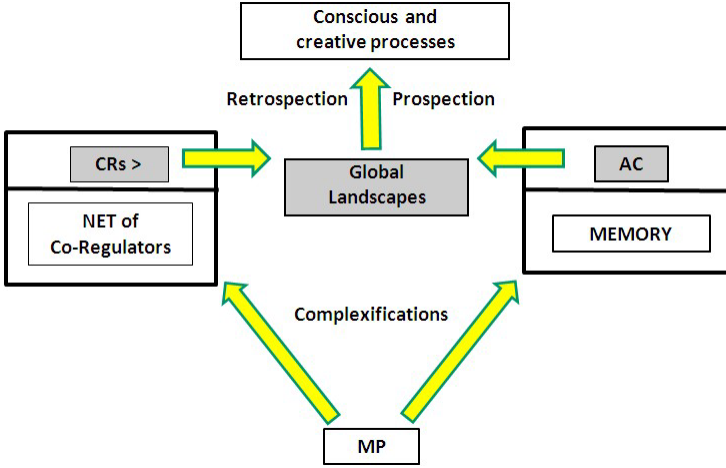 Conscious and
creative processes
Retrospection
Prospection
CRs >
Global
Landscapes
AC
NET of
Co-Regulators
MEMORY
Complexifications
MP